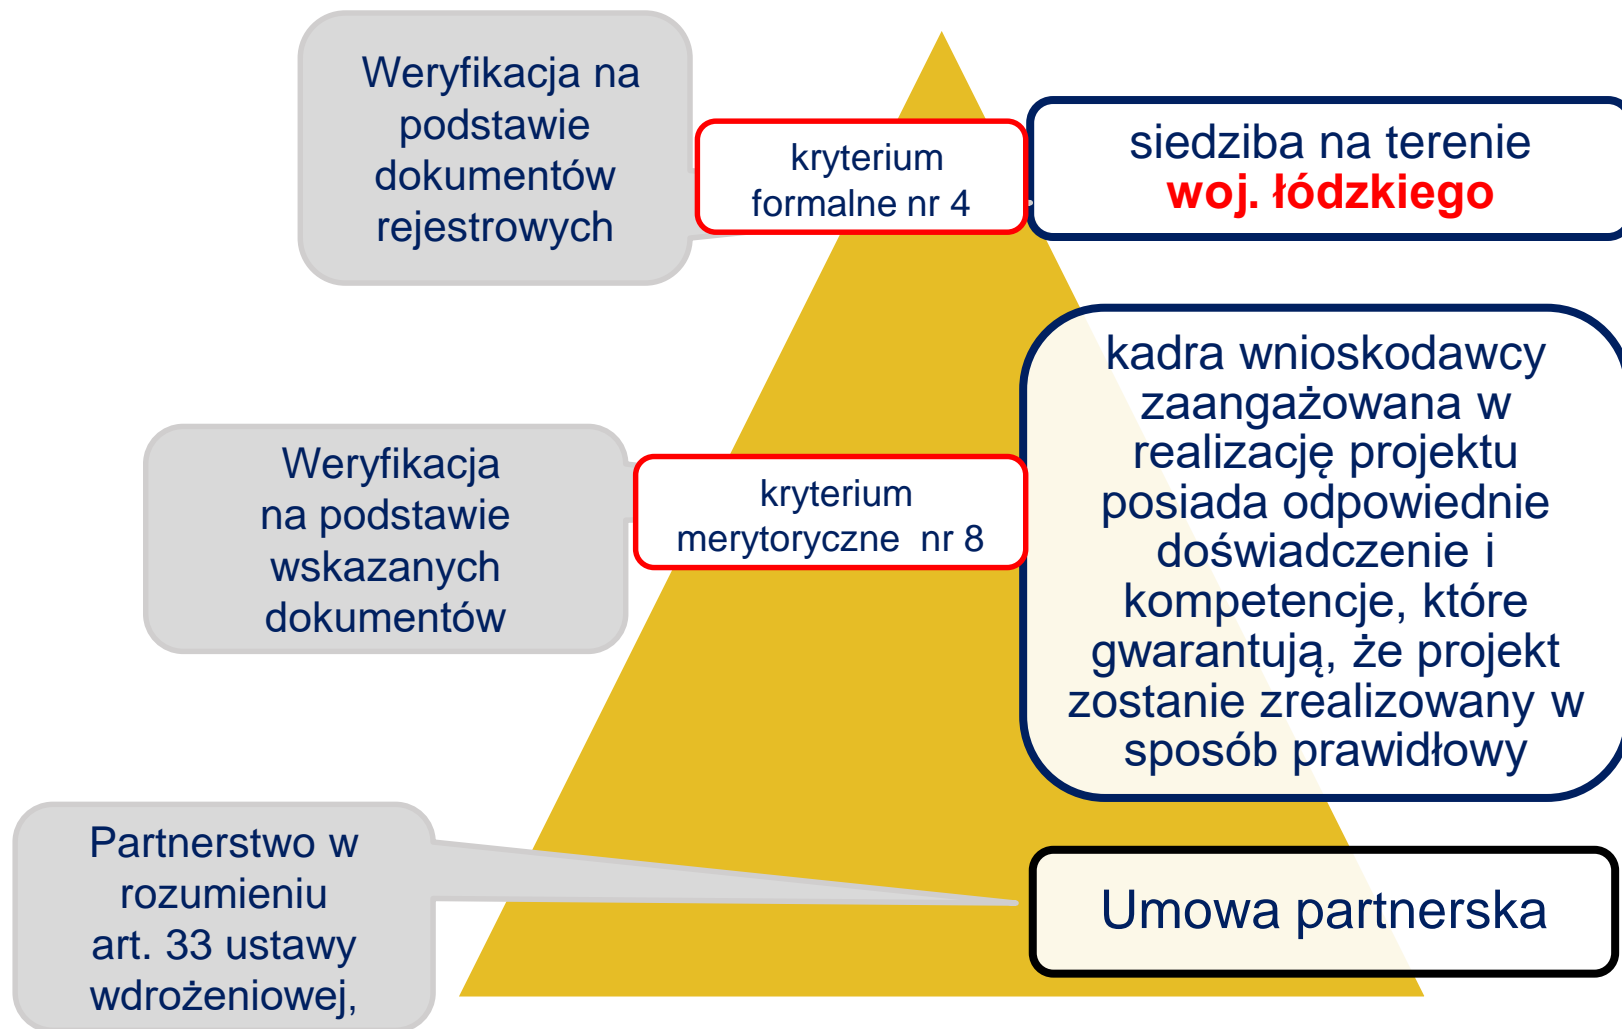 Weryfikacja na
podstawie
dokumentów
rejestrowych
kryterium
formalne nr 4
siedziba na terenie
woj. łódzkiego
Weryfikacja
na podstawie
wskazanych
dokumentów
kryterium
merytoryczne nr 8
kadra wnioskodawcy
zaangażowana w
realizację projektu
posiada odpowiednie
doświadczenie i
kompetencje, które
gwarantują, że projekt
zostanie zrealizowany w
sposób prawidłowy
Partnerstwo w
rozumieniu
art. 33 ustawy
wdrożeniowej,
Umowa partnerska